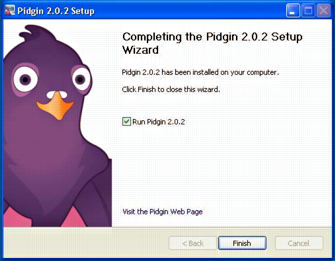 Pidgin 2.0.2 Setup
Completing the Pidgin 2.0.2 Setup
Wizard
Pidgin 2.0.2 has been installed on your computer.
Click Finish to close this wizard.
Run Pidgin 2.0.2
Visit the Pidgin Web Page
< Back Finish Cancel